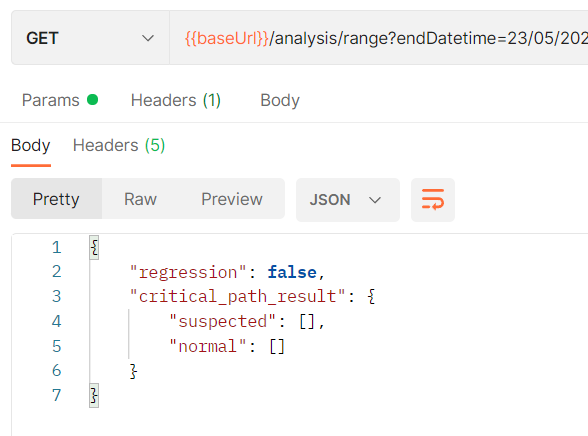 GET {{baseUrl}}/analysis/range?endDatetime=23/05/202
Params Headers (1) Body
Body Headers (5)
Pretty Raw Preview JSON
1 {
2 "regression": false,
3 "critical_path_result": {
4 "suspected": [],
5 "normal": []
6 }
7 }